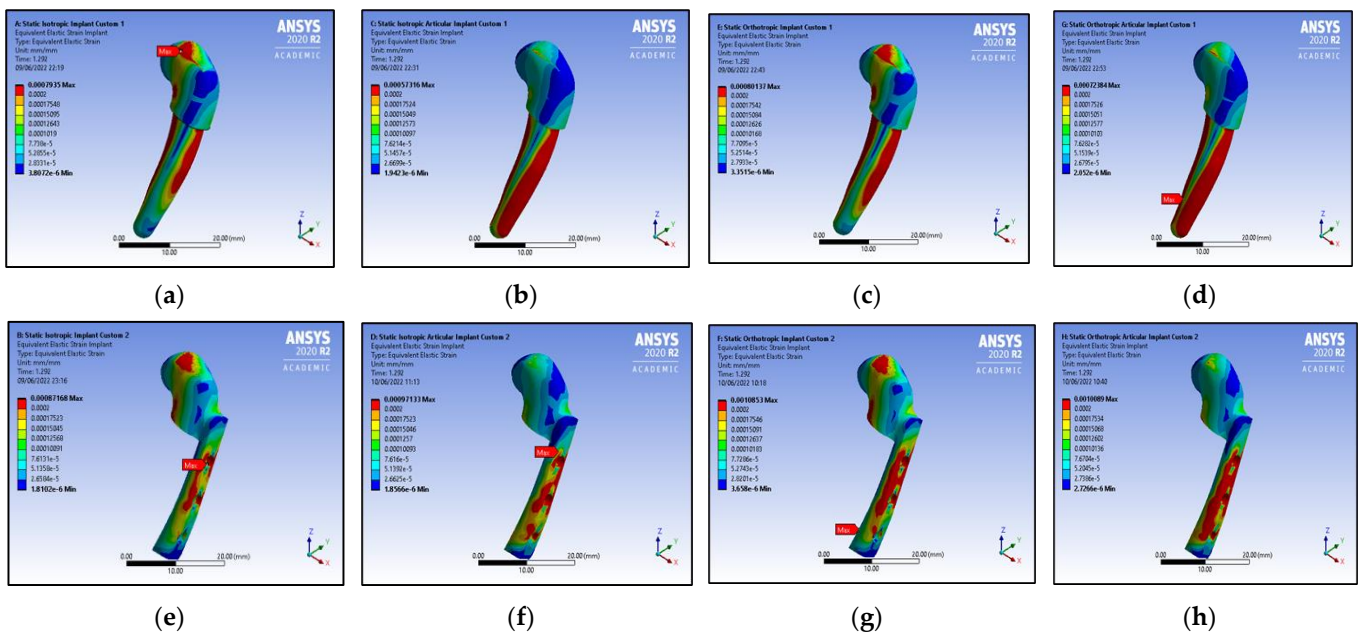 A: Static Isotropic Implant Custom 1
Equivalent Elastic Strain Implant
Type: Equivalent Elastic Strain
Unit: mm/mm
Time: 1.292
09/06/2022 22:19
ANSYS
2020 R2
ACADEMIC
Max
0.0007935 Max
0.0002
0.00017548
0.00015095
0.00012643
0.0001019
7.738e-5
5.2855e-5
2.8331e-5
3.8072e-6 Min
0.00
20.00 (mm)
10.00
Z
Y
X
(a)
C: Static Isotropic Articular Implant Custom 1
Equivalent Elastic Strain Implant
Type: Equivalent Elastic Strain
Unit: mm/mm
Time: 1.292
09/06/2022 22:31
ANSYS
2020 R2
ACADEMIC
0.00057316 Max
0.0002
0.00017524
0.00015049
0.00012573
0.00010097
7.6214e-5
5.1457e-5
2.6699e-5
1.9423e-6 Min
0.00
20.00 (mm)
10.00
Z
Y
X
(b)
E: Static Orthotropic Implant Custom 1
Equivalent Elastic Strain Implant
Type: Equivalent Elastic Strain
Unit: mm/mm
Time: 1.292
09/06/2022 22:43
ANSYS
2020 R2
ACADEMIC
0.00080137 Max
0.0002
0.00017542
0.00015084
0.00012626
0.00010168
7.7095e-5
5.2514e-5
2.7933e-5
3.3515e-6 Min
0.00
20.00 (mm)
10.00
Z
Y
X
(c)
G: Static Orthotropic Articular Implant Custom 1
Equivalent Elastic Strain Implant
Type: Equivalent Elastic Strain
Unit: mm/mm
Time: 1.292
09/06/2022 22:53
ANSYS
2020 R2
ACADEMIC
0.00072384 Max
0.0002
0.00017526
0.00015051
0.00012577
0.00010103
7.6282e-5
5.1539e-5
2.6795e-5
2.052e-6 Min
Max
0.00
20.00 (mm)
10.00
Z
Y
X
(d)
B: Static Isotropic Implant Custom 2
Equivalent Elastic Strain Implant
Type: Equivalent Elastic Strain
Unit: mm/mm
Time: 1.292
09/06/2022 23:16
ANSYS
2020 R2
ACADEMIC
0.00087168 Max
0.0002
0.00017523
0.00015045
0.00012568
0.00010091
7.6131e-5
5.1358e-5
2.6584e-5
1.8102e-6 Min
Max
0.00
20.00 (mm)
10.00
Z
Y
X
(e)
D: Static Isotropic Articular Implant Custom 2
Equivalent Elastic Strain Implant
Type: Equivalent Elastic Strain
Unit: mm/mm
Time: 1.292
10/06/2022 11:13
ANSYS
2020 R2
ACADEMIC
0.00097133 Max
0.0002
0.00017523
0.00015046
0.0001257
0.00010093
7.616e-5
5.1392e-5
2.6625e-5
1.8566e-6 Min
Max
0.00
20.00 (mm)
10.00
Z
Y
X
(f)
F: Static Orthotropic Implant Custom 2
Equivalent Elastic Strain Implant
Type: Equivalent Elastic Strain
Unit: mm/mm
Time: 1.292
10/06/2022 10:18
ANSYS
2020 R2
ACADEMIC
0.0010853 Max
0.0002
0.00017546
0.00015091
0.00012637
0.00010183
7.7286e-5
5.2743e-5
2.8201e-5
3.658e-6 Min
Max
0.00
20.00 (mm)
10.00
Z
Y
X
(g)
H: Static Orthotropic Articular Implant Custom 2
Equivalent Elastic Strain Implant
Type: Equivalent Elastic Strain
Unit: mm/mm
Time: 1.292
10/06/2022 10:40
ANSYS
2020 R2
ACADEMIC
0.0010089 Max
0.0002
0.00017534
0.00015068
0.00012602
0.00010136
7.6704e-5
5.2045e-5
2.7386e-5
2.7266e-6 Min
0.00
20.00 (mm)
10.00
Z
Y
X
(h)